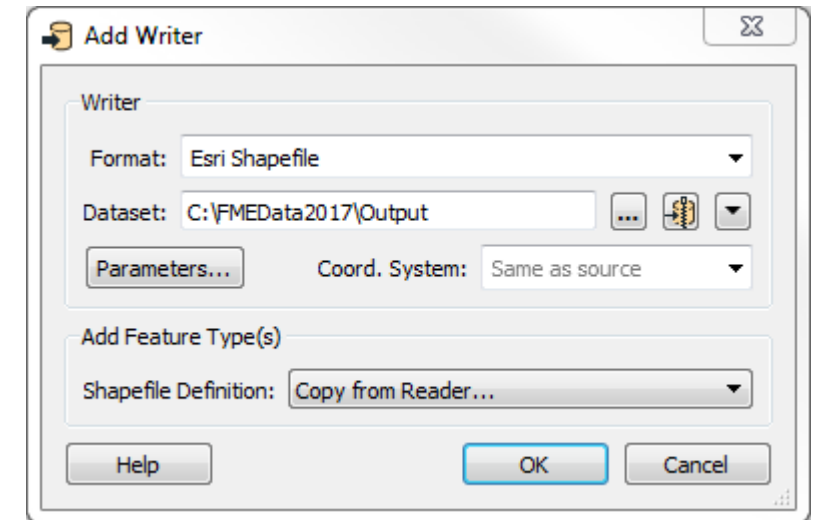 Add Writer
Writer
Format: Esri Shapefile
Dataset: C:\FMEData2017\Output ...
Parameters... Coord. System: Same as source
Add Feature Type(s)
Shapefile Definition: Copy from Reader...
Help OK Cancel